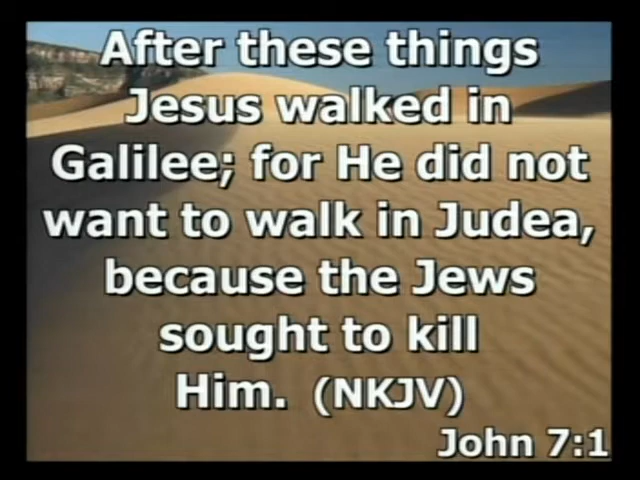 After these things
Jesus walked in
Galilee; for He did not
want to walk in Judea,
because the Jews
sought to kill
Him. (NKJV)
John 7:1